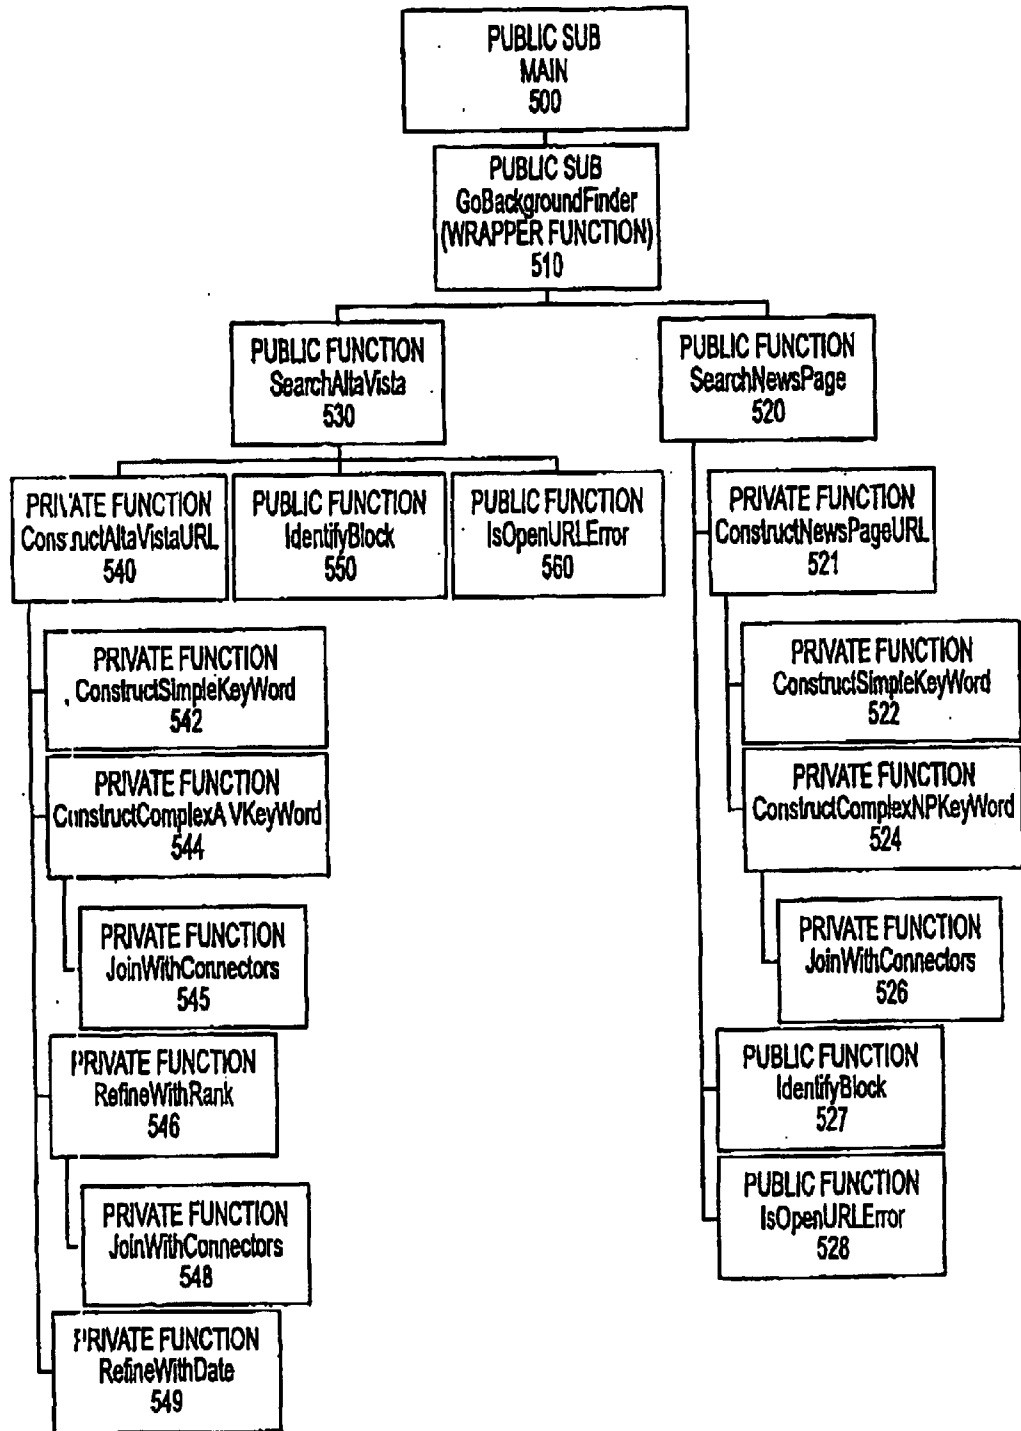 PUBLIC SUB
MAIN
500
PUBLIC SUB
GoBackgroundFinder
(WRAPPER FUNCTION)
510
PUBLIC FUNCTION
SearchAltaVista
530
PUBLIC FUNCTION
SearchNewsPage
520
PRIVATE FUNCTION
ConstructAltaVistaURL
540
PUBLIC FUNCTION
IdentifyBlock
550
PUBLIC FUNCTION
IsOpenURLError
560
PRIVATE FUNCTION
ConstructNewsPageURL
521
PRIVATE FUNCTION
ConstructSimpleKeyWord
542
PRIVATE FUNCTION
ConstructSimpleKeyWord
522
PRIVATE FUNCTION
ConstructComplexAVKeyWord
544
PRIVATE FUNCTION
ConstructComplexNPKeyWord
524
PRIVATE FUNCTION
JoinWithConnectors
545
PRIVATE FUNCTION
JoinWithConnectors
526
PRIVATE FUNCTION
RefineWithRank
546
PUBLIC FUNCTION
IdentifyBlock
527
PRIVATE FUNCTION
JoinWithConnectors
548
PUBLIC FUNCTION
IsOpenURLError
528
PRIVATE FUNCTION
RefineWithDate
549